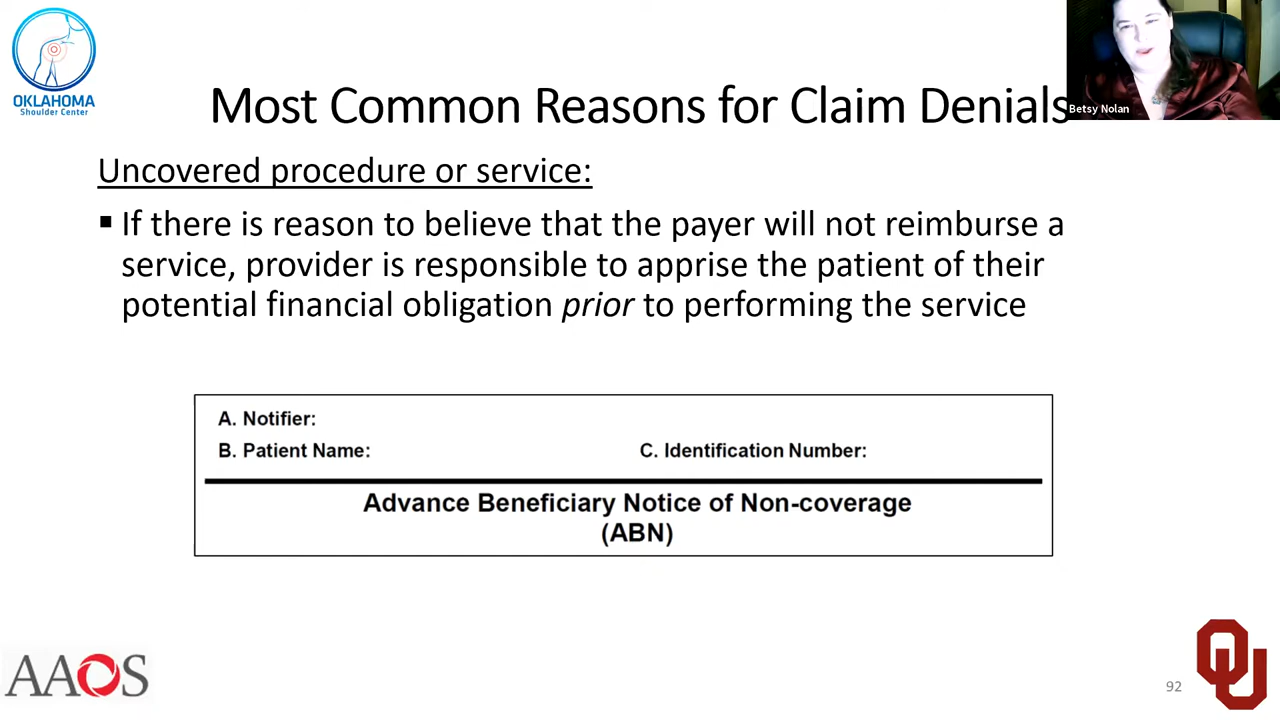 OKLAHOMA
Shoulder Center
Most Common Reasons for Claim Denials
Betsy Nolan
Uncovered procedure or service:
▪ If there is reason to believe that the payer will not reimburse a
service, provider is responsible to apprise the patient of their
potential financial obligation prior to performing the service
A. Notifier:
B. Patient Name: C. Identification Number:
Advance Beneficiary Notice of Non-coverage
(ABN)
AAOS
92
OU